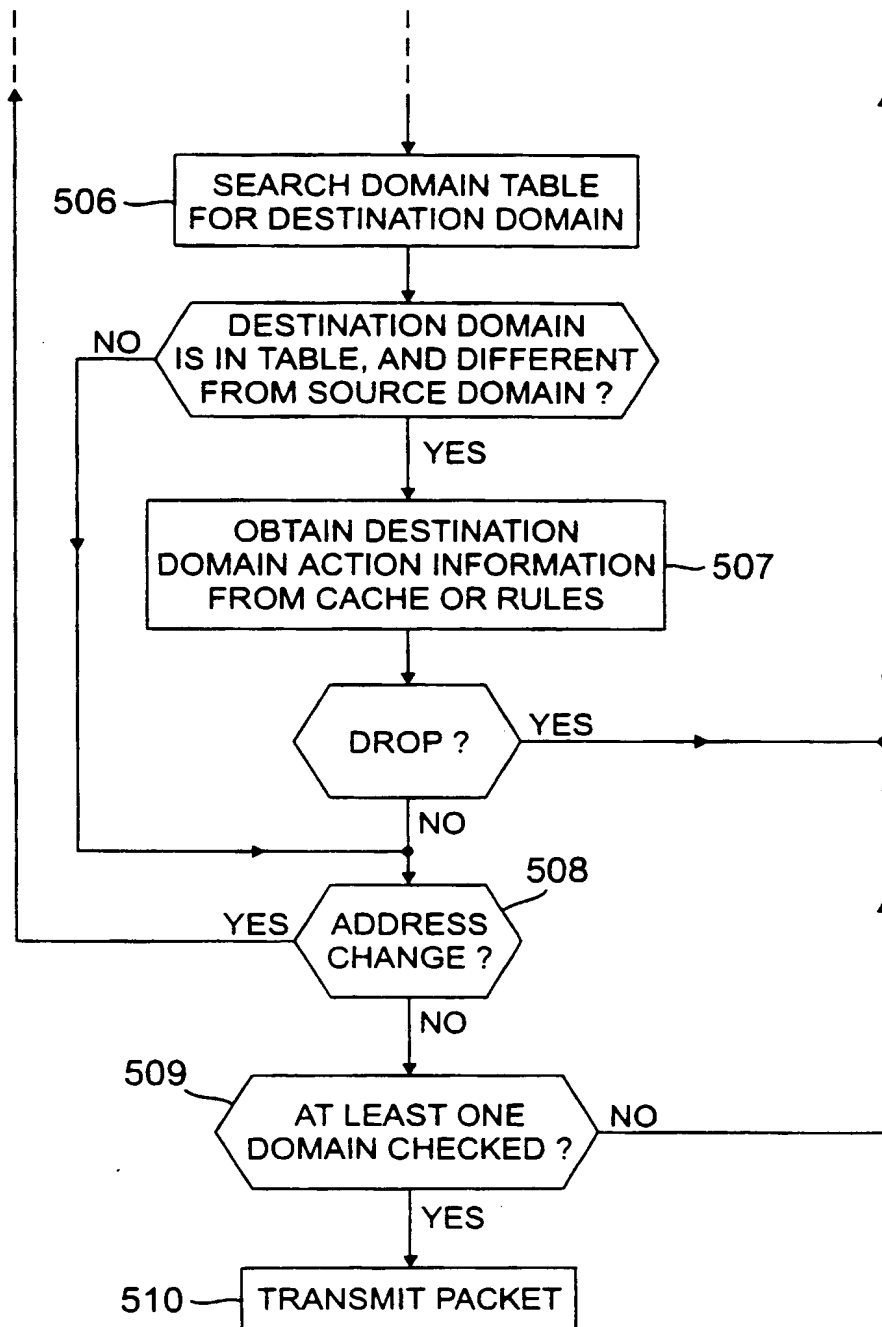 506
SEARCH DOMAIN TABLE
FOR DESTINATION DOMAIN
NO
DESTINATION DOMAIN
IS IN TABLE, AND DIFFERENT
FROM SOURCE DOMAIN ?
YES
OBTAIN DESTINATION
DOMAIN ACTION INFORMATION
FROM CACHE OR RULES
507
DROP ?
YES
NO
508
YES
ADDRESS
CHANGE ?
NO
509
AT LEAST ONE
DOMAIN CHECKED ?
NO
YES
510
TRANSMIT PACKET